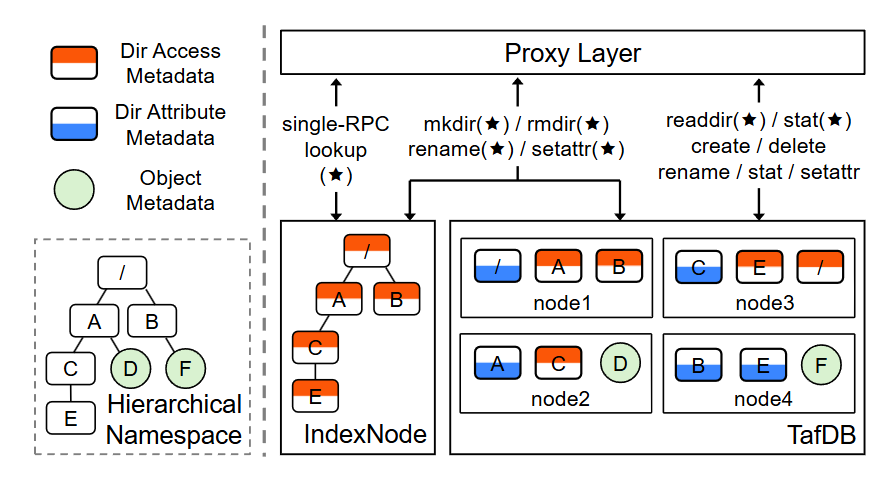 Dir Access
Metadata
Dir Attribute
Metadata
Object
Metadata
/
A
B
C
D
F
E
Hierarchical
Namespace
Proxy Layer
single-RPC
lookup
(★)
mkdir(★) / rmdir(★)
rename(★) / setattr(★)
readdir(★) / stat(★)
create / delete
rename / stat / setattr
/
A
B
C
E
IndexNode
/ A B
node1
C E /
node3
A C D
node2
B E F
node4
TafDB